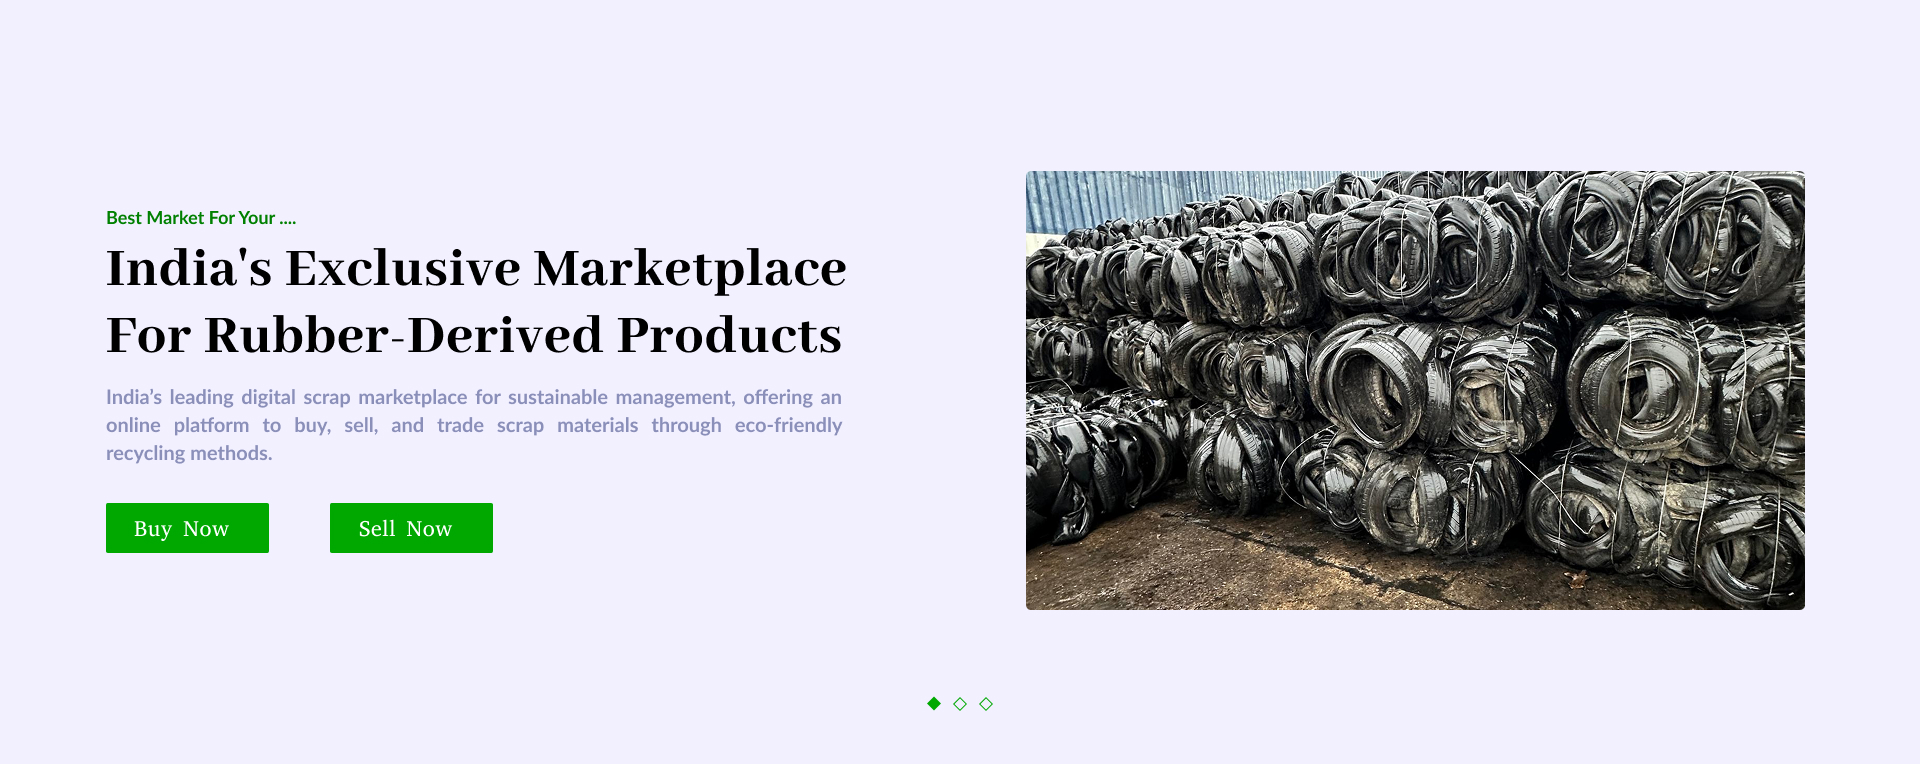 Best Market For Your ....
India's Exclusive Marketplace
For Rubber-Derived Products
India’s leading digital scrap marketplace for sustainable management, offering an
online platform to buy, sell, and trade scrap materials through eco-friendly
recycling methods.
Buy Now
Sell Now